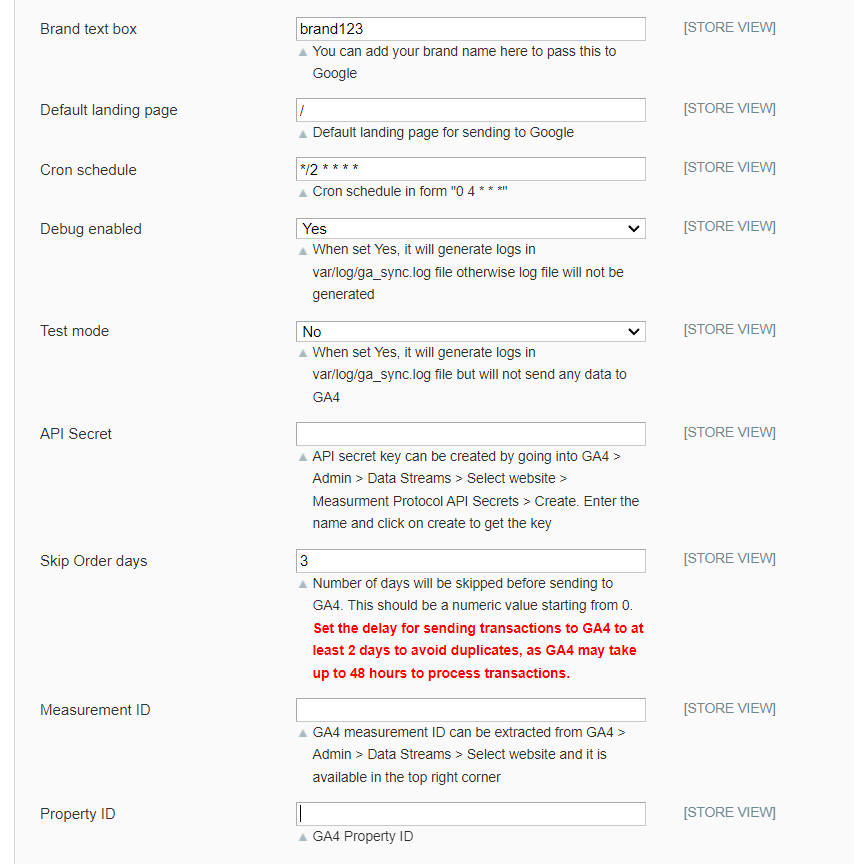 Brand text box
brand123
[STORE VIEW]
You can add your brand name here to pass this to
Google
Default landing page
/
[STORE VIEW]
Default landing page for sending to Google
Cron schedule
*/2 * * * *
[STORE VIEW]
Cron schedule in form "0 4 * * *"
Debug enabled
Yes
[STORE VIEW]
When set Yes, it will generate logs in
var/log/ga_sync.log file otherwise log file will not be
generated
Test mode
No
[STORE VIEW]
When set Yes, it will generate logs in
var/log/ga_sync.log file but will not send any data to
GA4
API Secret
[STORE VIEW]
API secret key can be created by going into GA4 >
Admin > Data Streams > Select website >
Measurment Protocol API Secrets > Create. Enter the
name and click on create to get the key
Skip Order days
3
[STORE VIEW]
Number of days will be skipped before sending to
GA4. This should be a numeric value starting from 0.
Set the delay for sending transactions to GA4 to at
least 2 days to avoid duplicates, as GA4 may take
up to 48 hours to process transactions.
Measurement ID
[STORE VIEW]
GA4 measurement ID can be extracted from GA4 >
Admin > Data Streams > Select website and it is
available in the top right corner
Property ID
[STORE VIEW]
GA4 Property ID